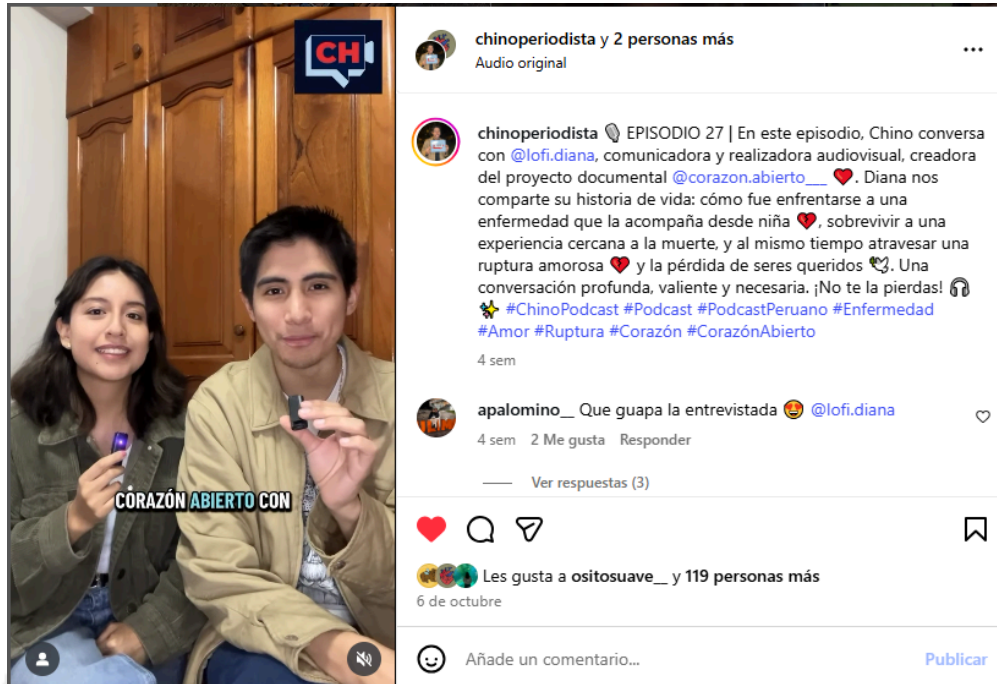 CH
CORAZÓN ABIERTO CON
chinoperiodista y 2 personas más
Audio original
chinoperiodista 🎙️ EPISODIO 27 | En este episodio, Chino conversa
con @lofi.diana, comunicadora y realizadora audiovisual, creadora
del proyecto documental @corazon.abierto___ ❤️. Diana nos
comparte su historia de vida: cómo fue enfrentarse a una
enfermedad que la acompaña desde niña 💔, sobrevivir a una
experiencia cercana a la muerte, y al mismo tiempo atravesar una
ruptura amorosa 💔 y la pérdida de seres queridos 🕊️. Una
conversación profunda, valiente y necesaria. ¡No te la pierdas! 🎧
✨ #ChinoPodcast #Podcast #PodcastPeruano #Enfermedad
#Amor #Ruptura #Corazón #CorazónAbierto
4 sem
apalomino__ Que guapa la entrevistada 😍 @lofi.diana
4 sem 2 Me gusta Responder
Ver respuestas (3)
Les gusta a ositosuave__ y 119 personas más
6 de octubre
Añade un comentario...
Publicar